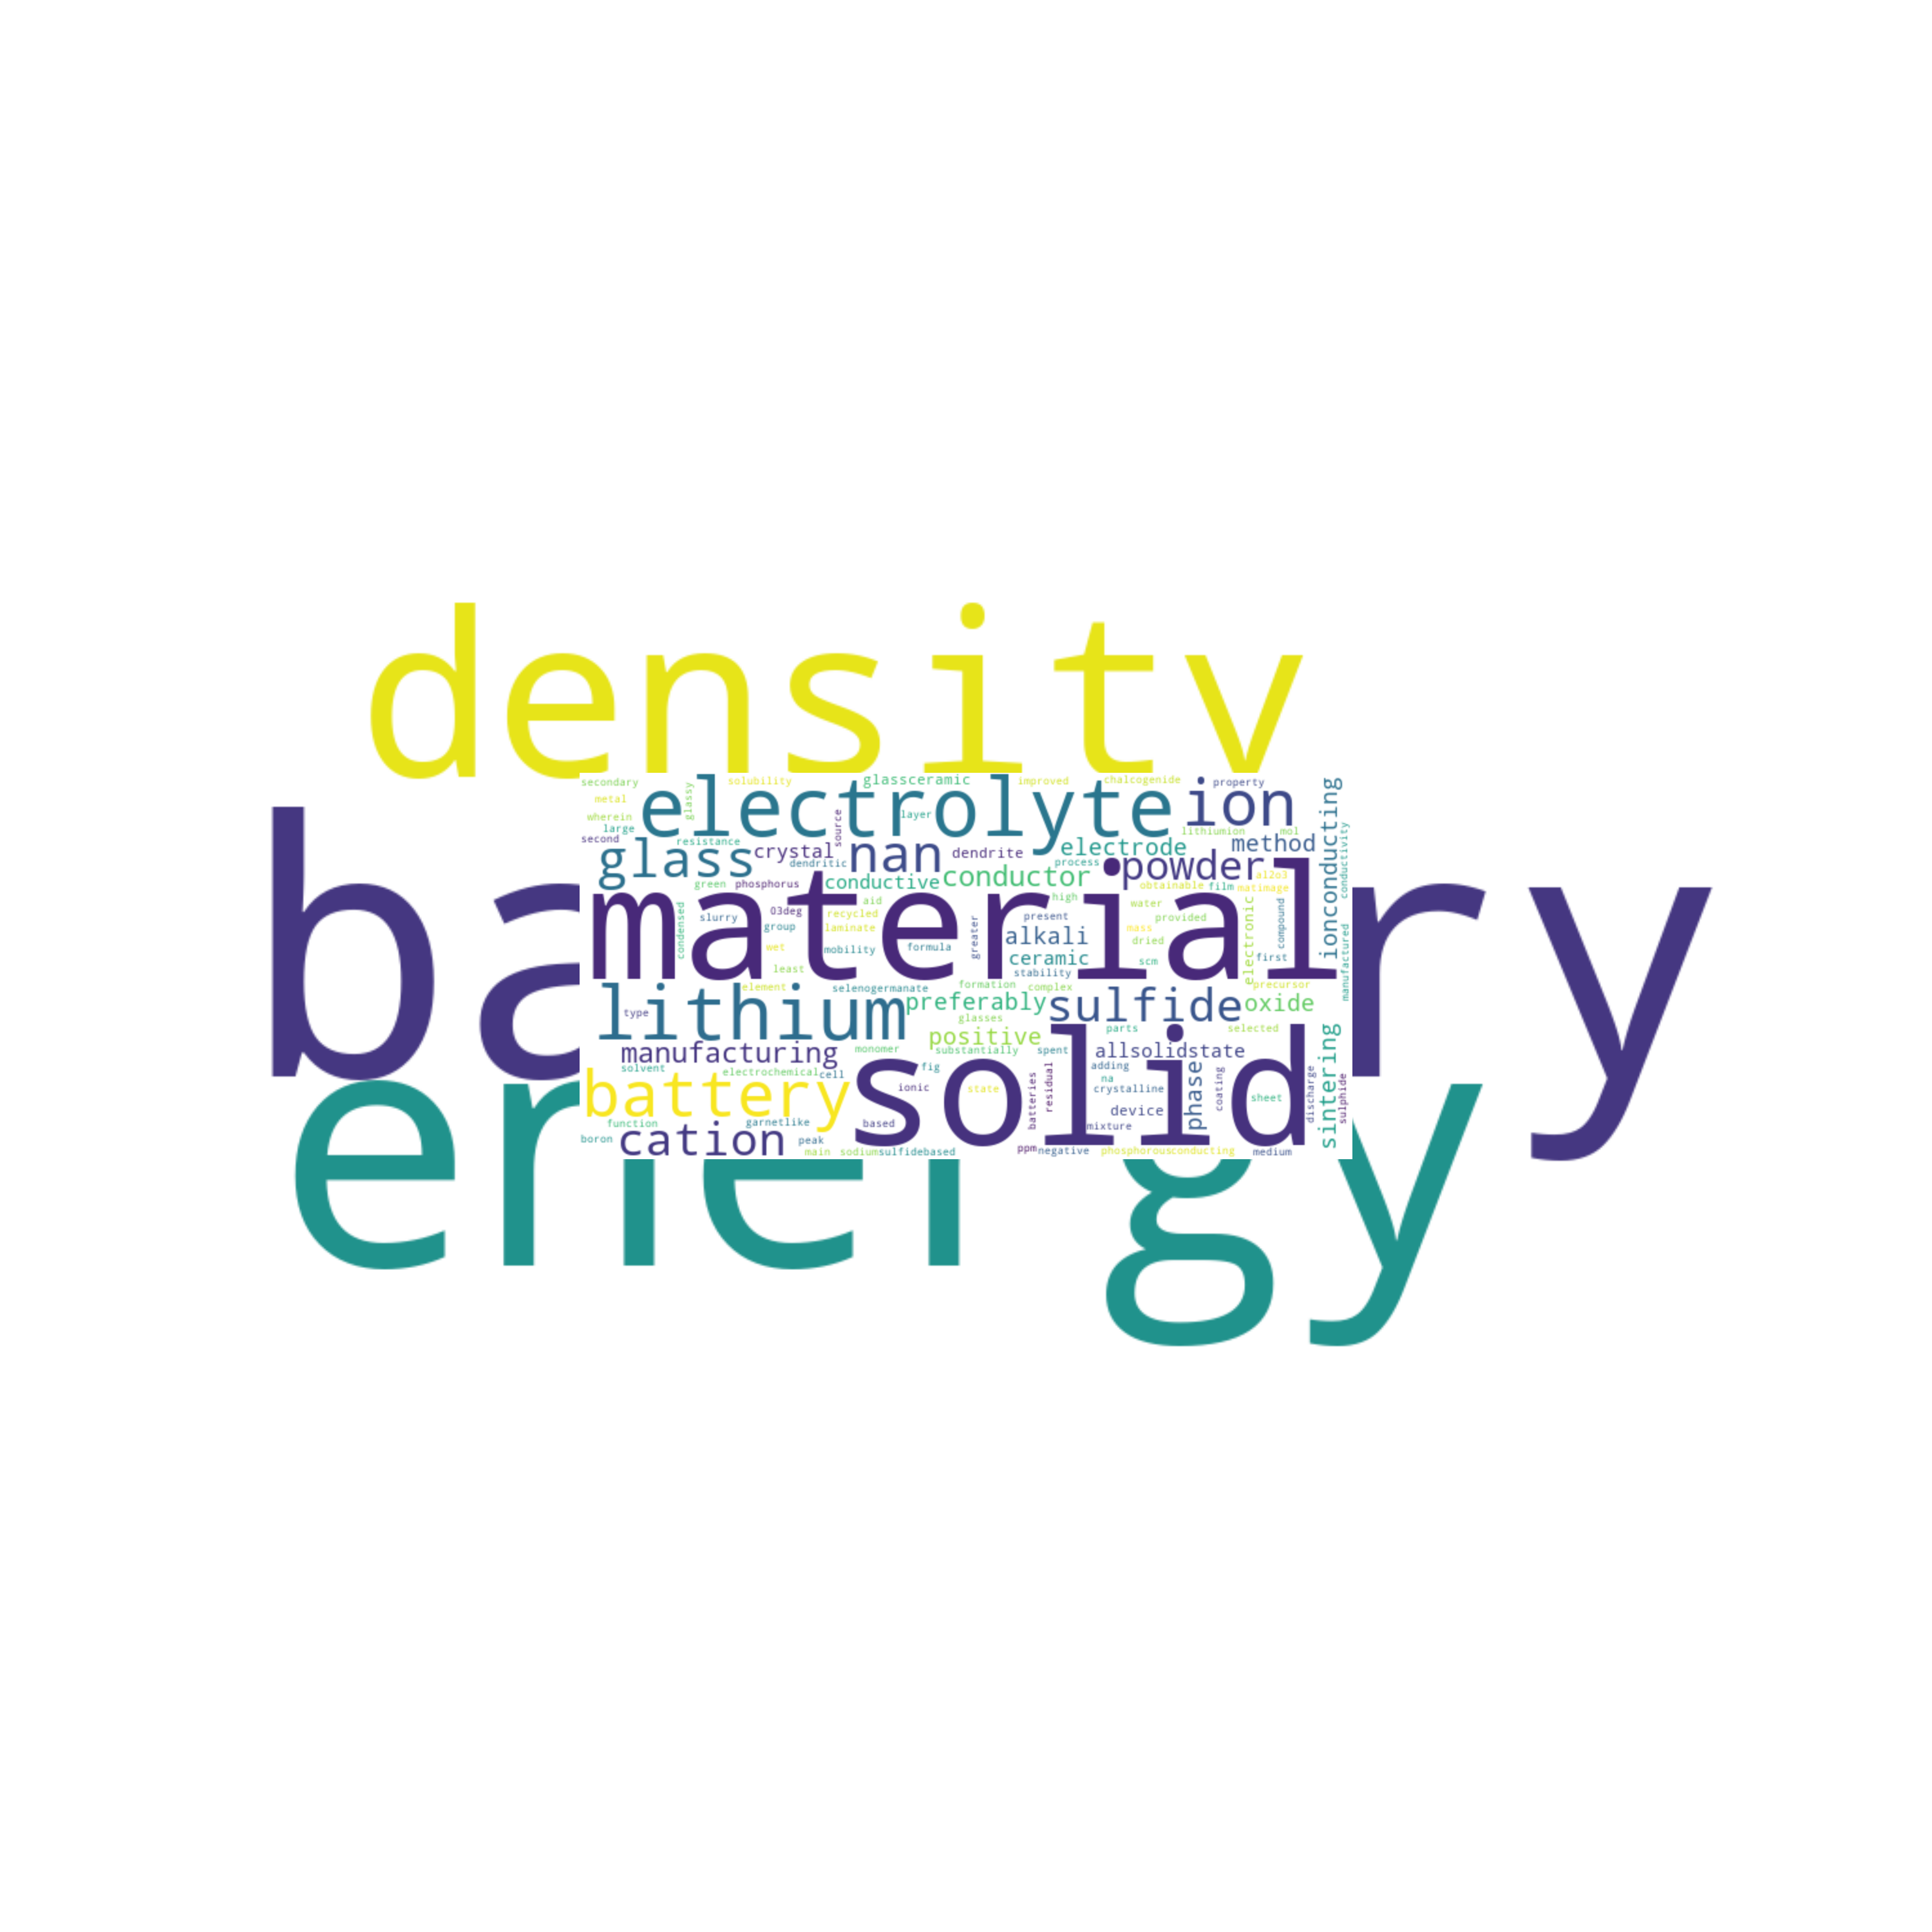 density
battery
energy
secondary solubility glassceramic improved chalcogenide property
metal glassy electrolyte ion ionconducting
wherein source layer
large lithiumion mol
second resistance electrode method conductivity
glass crystal nan dendrite
dendritic process powder
green phosphorus conductive conductor al2o3
obtainable film matimage
material
condensed slurry 03deg aid recycled high present water mass provided electronic compound
group laminate greater alkali
wet mobility formula dried first manufactured
least ceramic scm
stability
element selenogermanate formation complex precursor
lithium type preferably sulfide oxide
glasses
positive parts selected
manufacturing monomer substantially spent allsolidstate sintering
solvent electrochemical cell fig adding
battery solid ionic state batteries residual na crystalline phase coating sheet discharge sulphide
device
function garnetlike based mixture
boron cation peak
main sodium sulfidebased ppm negative phosphorous conducting medium